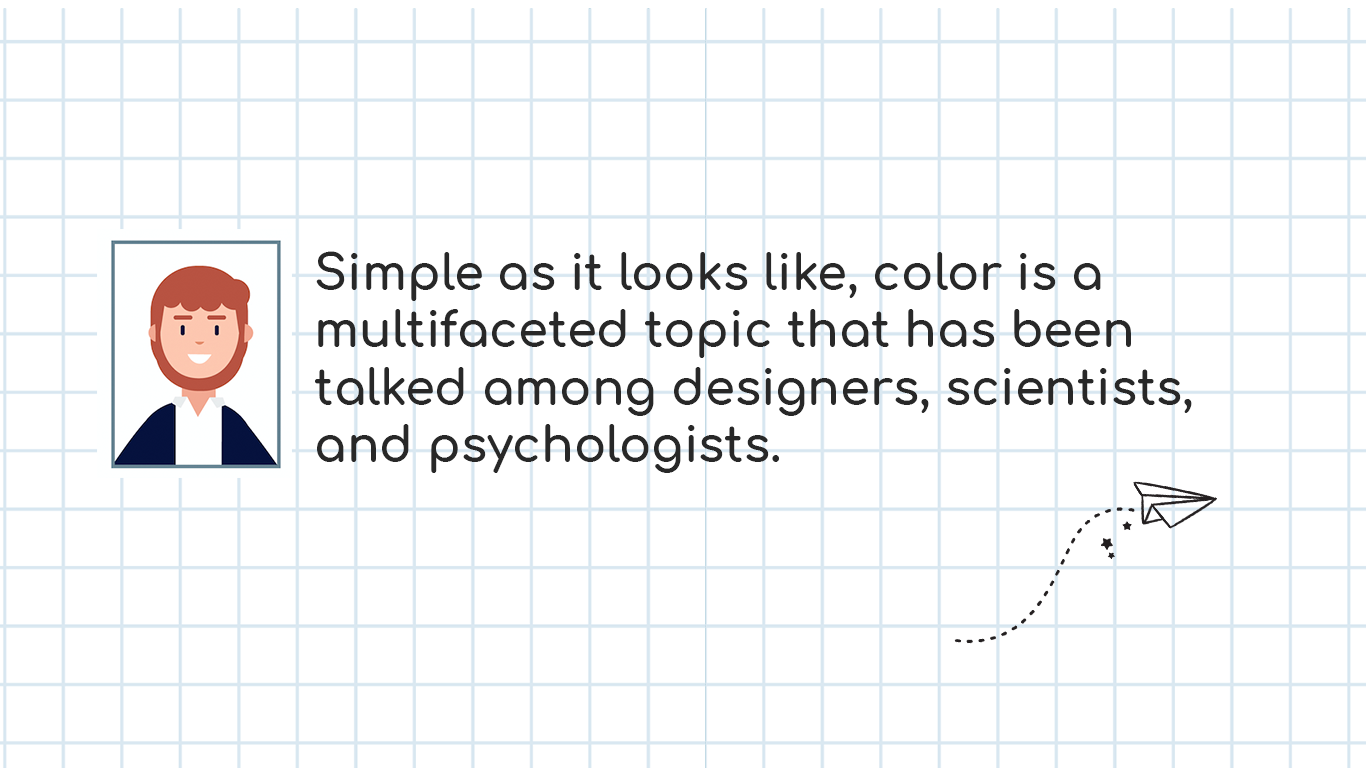 Simple as it looks like, color is a
multifaceted topic that has been
talked among designers, scientists,
and psychologists.